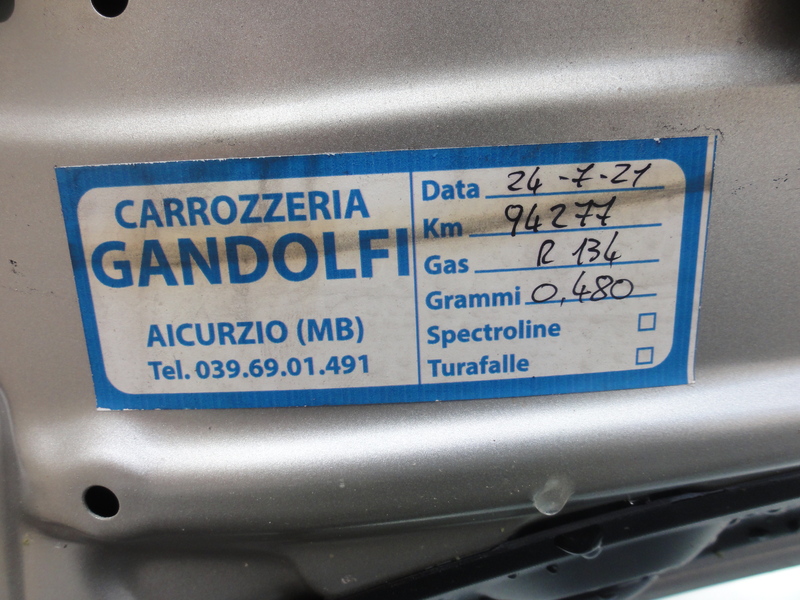 CARROZZERIA
GANDOLFI
AICURZIO (MB)
Tel. 039.69.01.491
Data 24-7-21
Km 94277
Gas R 134
Grammi 0,480
Spectroline
Turafalle